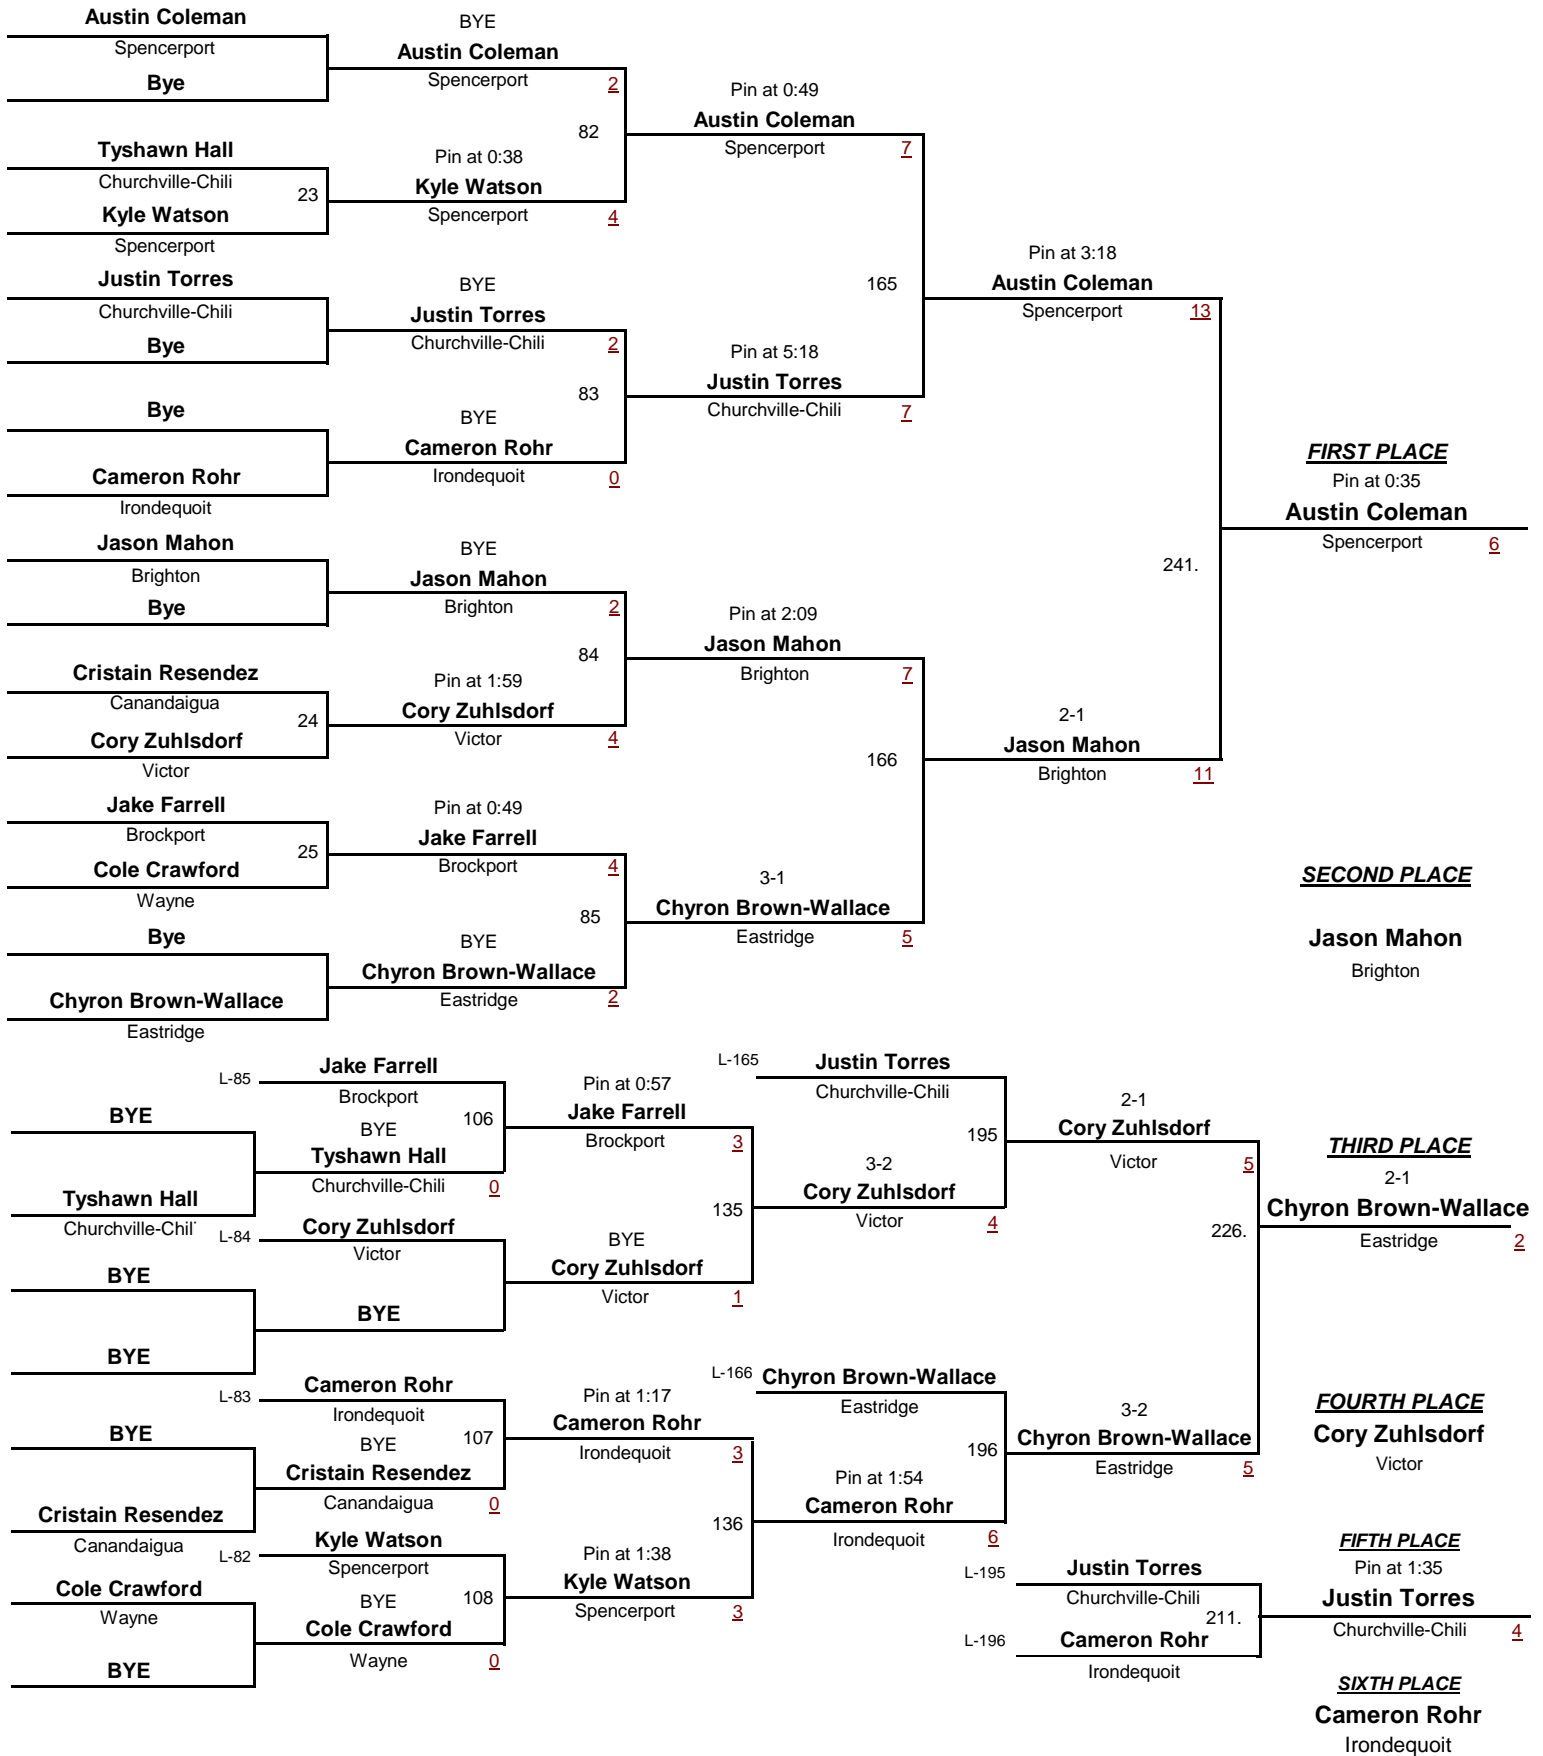 Austin Coleman
Spencerport
Bye
BYE
Austin Coleman
Spencerport
2
82
Tyshawn Hall
Churchville-Chili
23
Kyle Watson
Spencerport
Pin at 0:38
Kyle Watson
Spencerport
4
Pin at 0:49
Austin Coleman
Spencerport
7
Justin Torres
Churchville-Chili
Bye
BYE
Justin Torres
Churchville-Chili
2
83
Bye
Cameron Rohr
Irondequoit
BYE
Cameron Rohr
Irondequoit
0
Pin at 5:18
Justin Torres
Churchville-Chili
7
165
Pin at 3:18
Austin Coleman
Spencerport
13
Jason Mahon
Brighton
Bye
BYE
Jason Mahon
Brighton
2
84
Cristain Resendez
Canandaigua
24
Cory Zuhlsdorf
Victor
Pin at 1:59
Cory Zuhlsdorf
Victor
4
Pin at 2:09
Jason Mahon
Brighton
7
166
Jake Farrell
Brockport
25
Cole Crawford
Wayne
Pin at 0:49
Jake Farrell
Brockport
4
85
Bye
Chyron Brown-Wallace
Eastridge
BYE
Chyron Brown-Wallace
Eastridge
2
3-1
Chyron Brown-Wallace
Eastridge
5
2-1
Jason Mahon
Brighton
11
241.
FIRST PLACE
Pin at 0:35
Austin Coleman
Spencerport
6
SECOND PLACE
Jason Mahon
Brighton
L-85
Jake Farrell
Brockport
BYE
Tyshawn Hall
Churchville-Chil
BYE
Tyshawn Hall
Churchville-Chili
0
106
Pin at 0:57
Jake Farrell
Brockport
3
L-84
Cory Zuhlsdorf
Victor
BYE
BYE
BYE
BYE
Cory Zuhlsdorf
Victor
1
135
L-165
Justin Torres
Churchville-Chili
195
3-2
Cory Zuhlsdorf
Victor
4
2-1
Cory Zuhlsdorf
Victor
5
226.
THIRD PLACE
2-1
Chyron Brown-Wallace
Eastridge
2
L-83
Cameron Rohr
Irondequoit
BYE
Cristain Resendez
Canandaigua
BYE
Cristain Resendez
Canandaigua
0
107
Pin at 1:17
Cameron Rohr
Irondequoit
3
L-82
Kyle Watson
Spencerport
Cole Crawford
Wayne
BYE
BYE
Cole Crawford
Wayne
0
108
Pin at 1:38
Kyle Watson
Spencerport
3
136
L-166
Chyron Brown-Wallace
Eastridge
196
Pin at 1:54
Cameron Rohr
Irondequoit
6
3-2
Chyron Brown-Wallace
Eastridge
5
FOURTH PLACE
Cory Zuhlsdorf
Victor
L-195
Justin Torres
Churchville-Chili
211.
L-196
Cameron Rohr
Irondequoit
FIFTH PLACE
Pin at 1:35
Justin Torres
Churchville-Chili
4
SIXTH PLACE
Cameron Rohr
Irondequoit